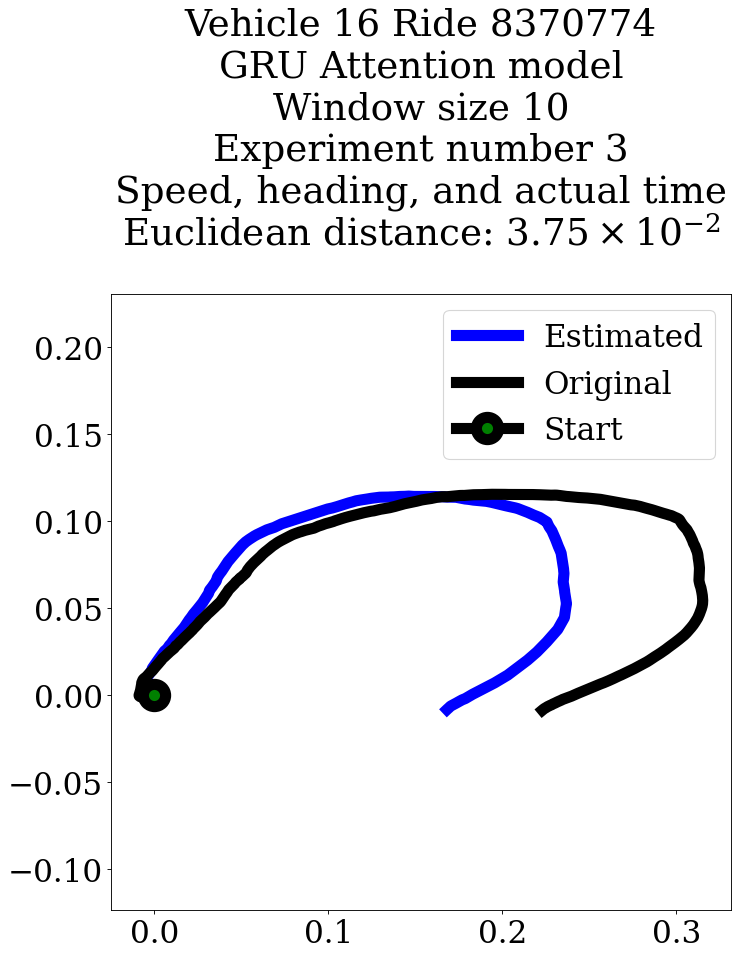 Vehicle 16 Ride 8370774
GRU Attention model
Window size 10
Experiment number 3
Speed, heading, and actual time
Euclidean distance: 3.75 × 10⁻²
Estimated
Original
Start
0.20
0.15
0.10
0.05
0.00
−0.05
−0.10
0.0 0.1 0.2 0.3